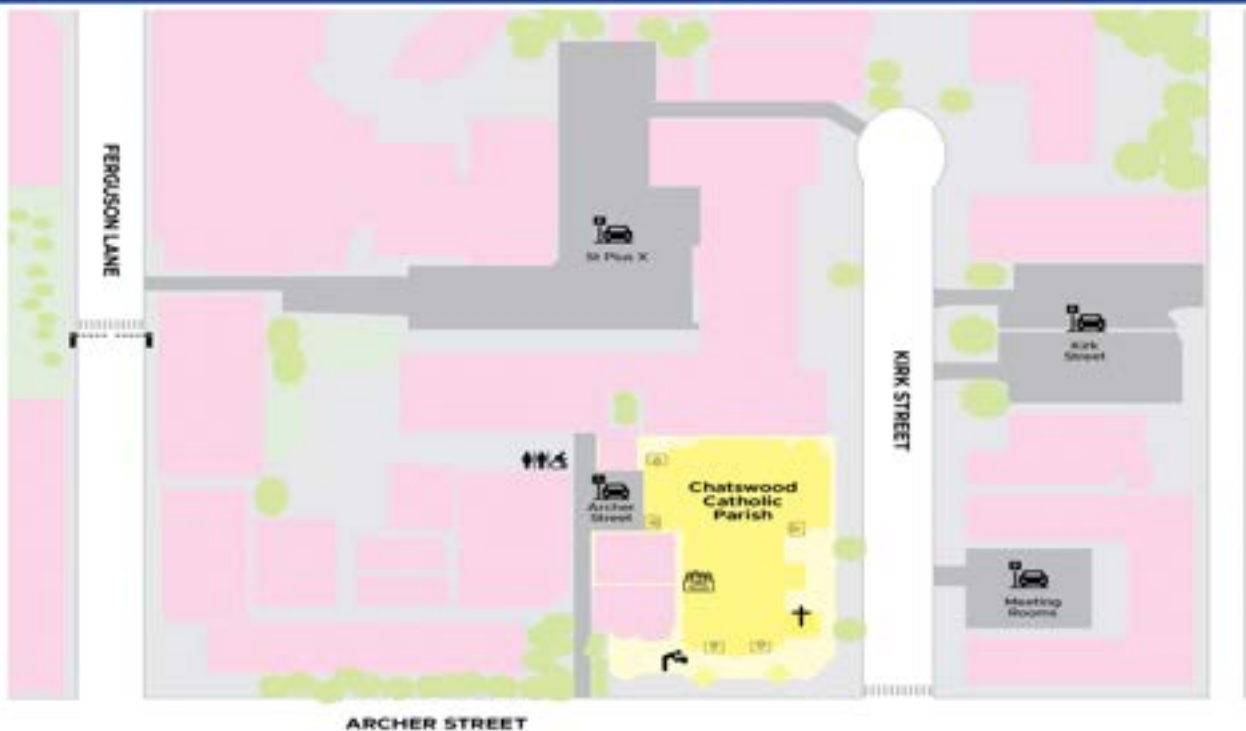 FERGUSON LANE
St Pius X
KIRK STREET
Kirk
Street
Archer
Street
Chatswood
Catholic
Parish
Meeting
Rooms
ARCHER STREET